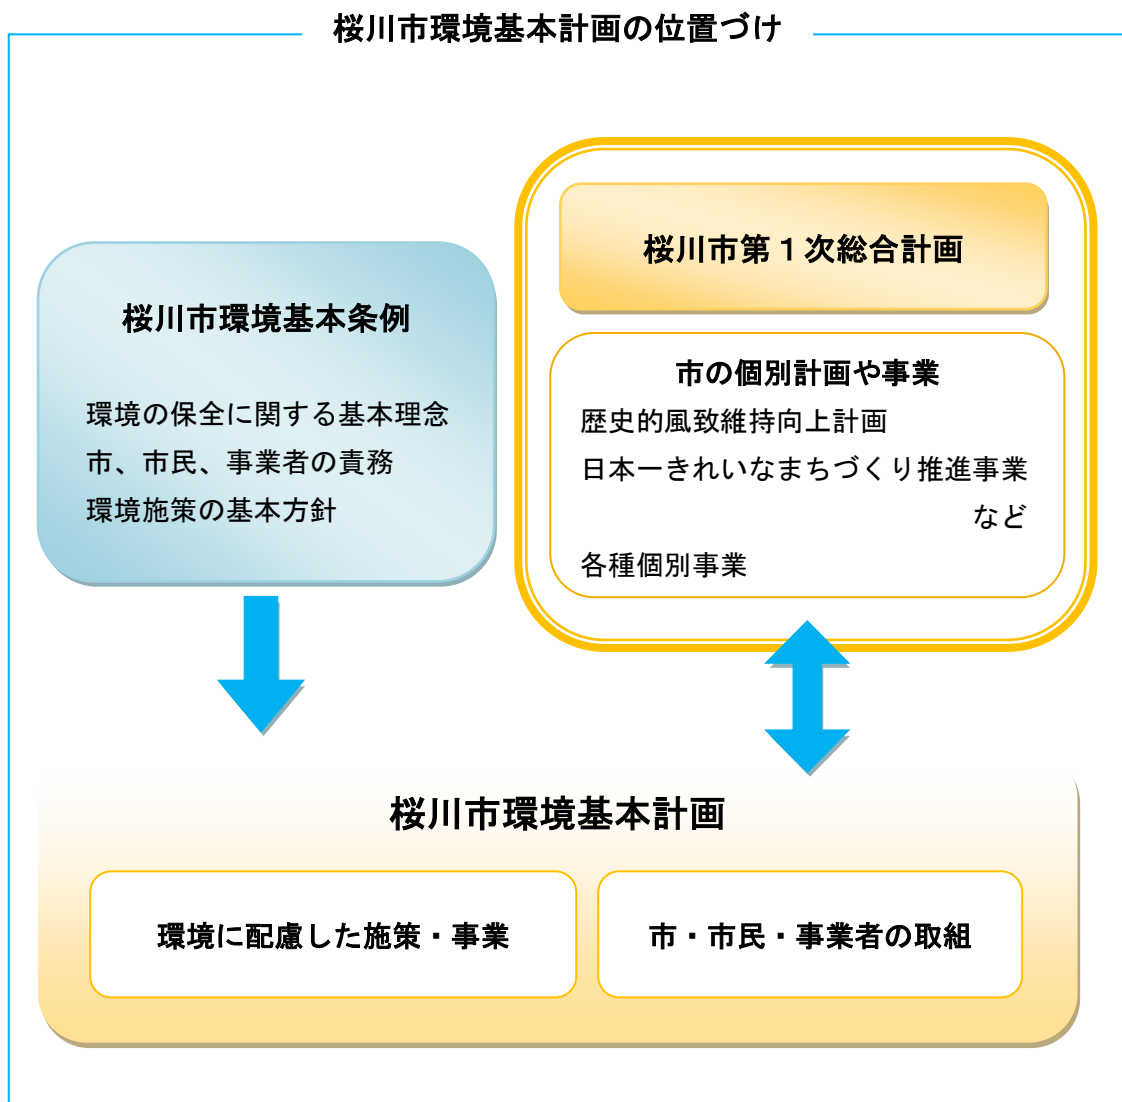 桜川市環境基本計画の位置づけ
桜川市環境基本条例
環境の保全に関する基本理念
市、市民、事業者の責務
環境施策の基本方針
桜川市第1次総合計画
市の個別計画や事業
歴史的風致維持向上計画
日本一きれいなまちづくり推進事業
など
各種個別事業
桜川市環境基本計画
環境に配慮した施策・事業
市・市民・事業者の取組